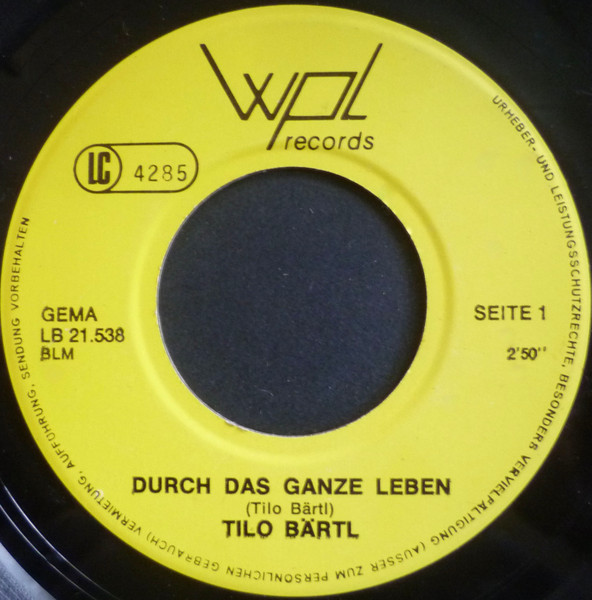 wpl
records
LC 4285
GEMA
LB 21.538
BLM
SEITE 1
2'50"
DURCH DAS GANZE LEBEN
(Tilo Bärtl)
TILO BÄRTL
URHEBER- UND LEISTUNGSSCHUTZRECHTE, BESONDERS VERVIELFÄLTIGUNG (AUSSER ZUM PERSÖNLICHEN GEBRAUCH) VERMIETUNG, AUFFÜHRUNG, SENDUNG VORBEHALTEN